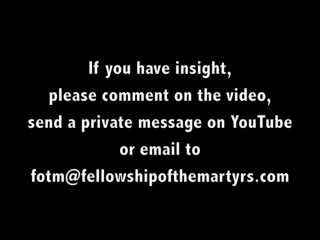 If you have insight,
please comment on the video,
send a private message on YouTube
or email to
fotm@fellowshipofthemartyrs.com